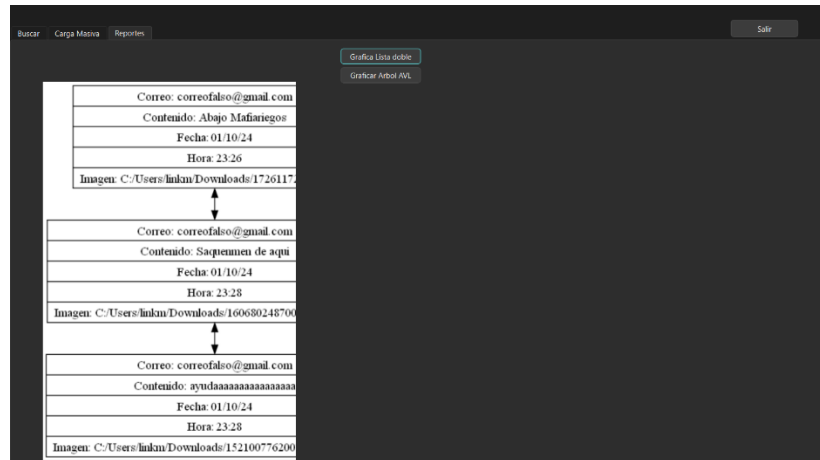 Salir
Buscar Carga Masiva Reportes
Grafica Lista doble
Graficar Arbol AVL
Correo: correofalso@gmail.com
Contenido: Abajo Mafiariegos
Fecha: 01/10/24
Hora: 23:26
Imagen: C:/Users/linkm/Downloads/1726117
Correo: correofalso@gmail.com
Contenido: Saquenmen de aqui
Fecha: 01/10/24
Hora: 23:28
Imagen: C:/Users/linkm/Downloads/160680248700
Correo: correofalso@gmail.com
Contenido: ayudaaaaaaaaaaaaaaaa
Fecha: 01/10/24
Hora: 23:28
Imagen: C:/Users/linkm/Downloads/152100776200